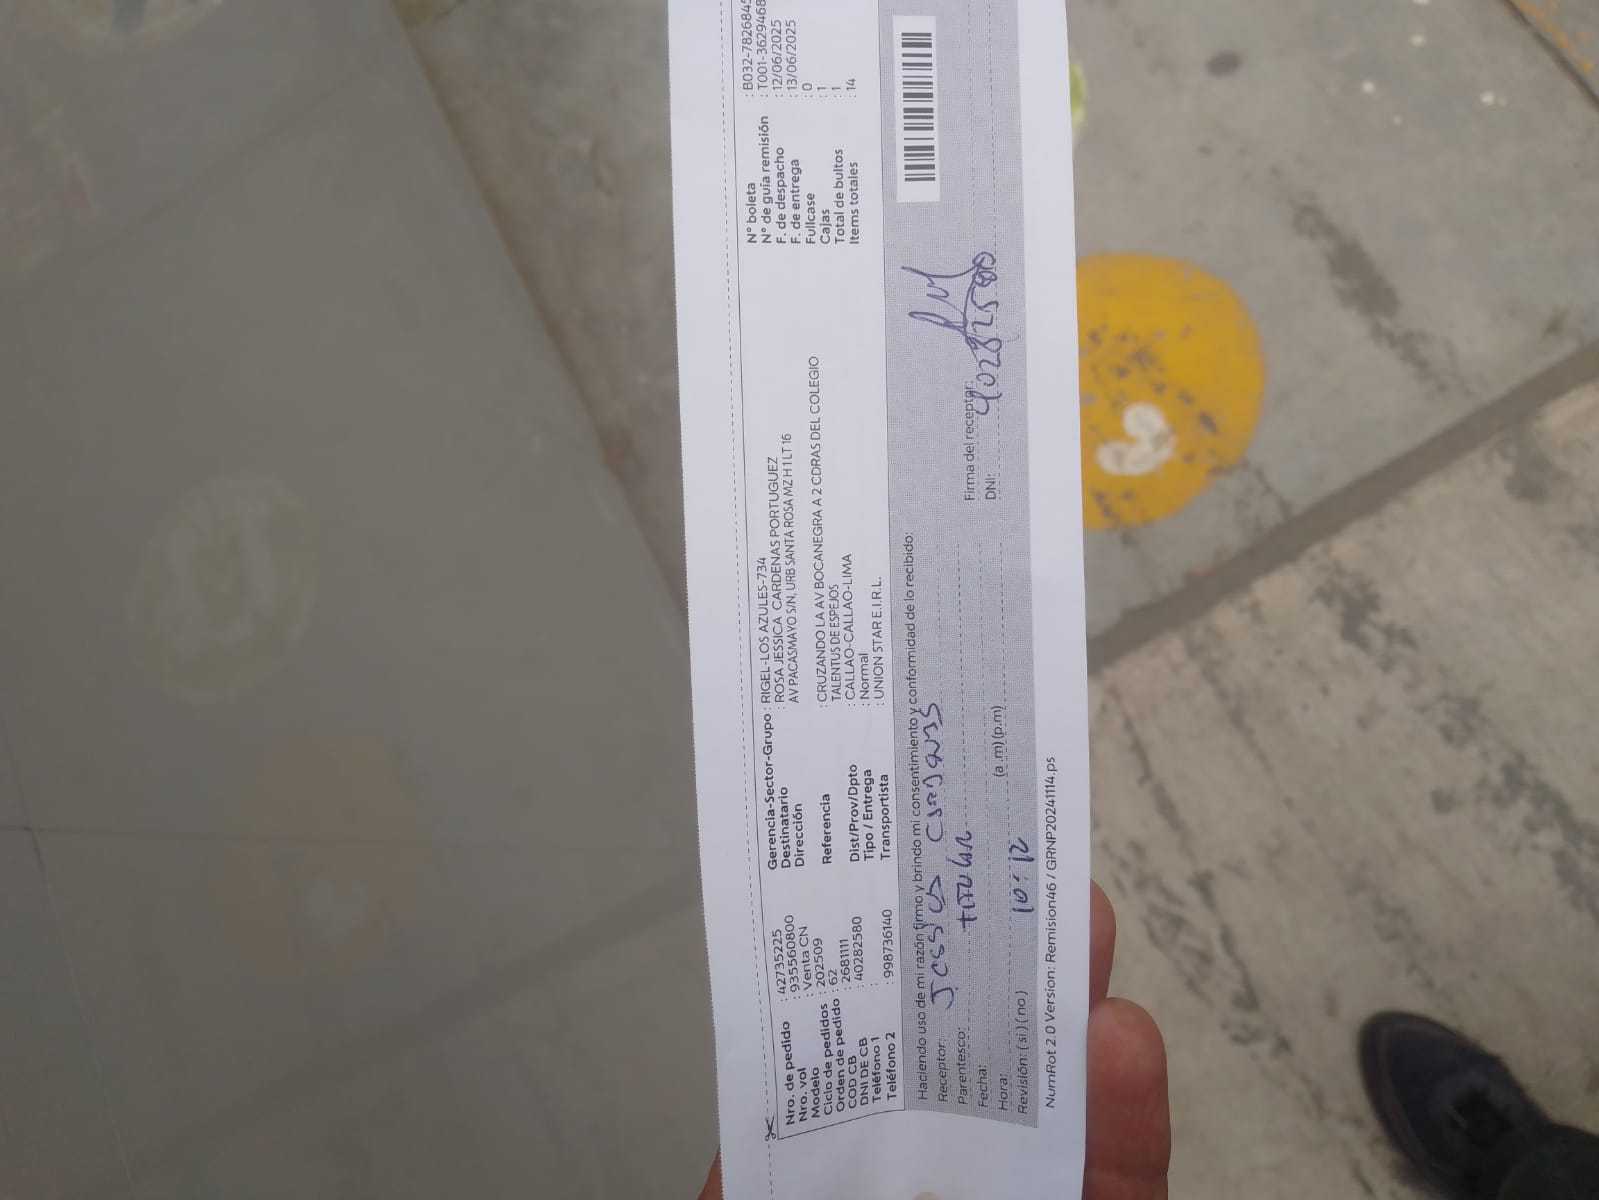 Nro. de pedido : 42735225
Nro. vol : 935560800
Modelo : Venta CN
Ciclo de pedidos : 202509
Orden de pedido : 62
COD CB : 2681111
DNI DE CB : 40282580
Teléfono 1 :
Teléfono 2 : 998736140
Gerencia-Sector-Grupo : RIGEL-LOS AZULES-734
Destinatario : ROSA JESSICA CARDENAS PORTUGUEZ
Dirección : AV PACASMAYO S/N, URB SANTA ROSA MZ H1 LT 16
Referencia : CRUZANDO LA AV BOCANEGRA A 2 CDRAS DEL COLEGIO
TALENTUS DE ESPEJOS
Dist/Prov/Dpto : CALLAO-CALLAO-LIMA
Tipo / Entrega : Normal
Transportista : UNION STAR E.I.R.L.
N° boleta : B032-7826845
N° de guía remisión : T001-3629468
F. de despacho : 12/06/2025
F. de entrega : 13/06/2025
Fullcase : 0
Cajas : 1
Total de bultos : 1
Items totales : 14
Haciendo uso de mi razón firmo y brindo mi consentimiento y conformidad de lo recibido:
Receptor: Jessica Cardenas
Parentesco: titular
Fecha:
Hora: 10:12 (a .m) (p.m)
Revisión: ( si ) ( no )
Firma del receptor:
DNI: 40282580
NumRot 2.0 Version: Remision46 / GRNP20241114.ps